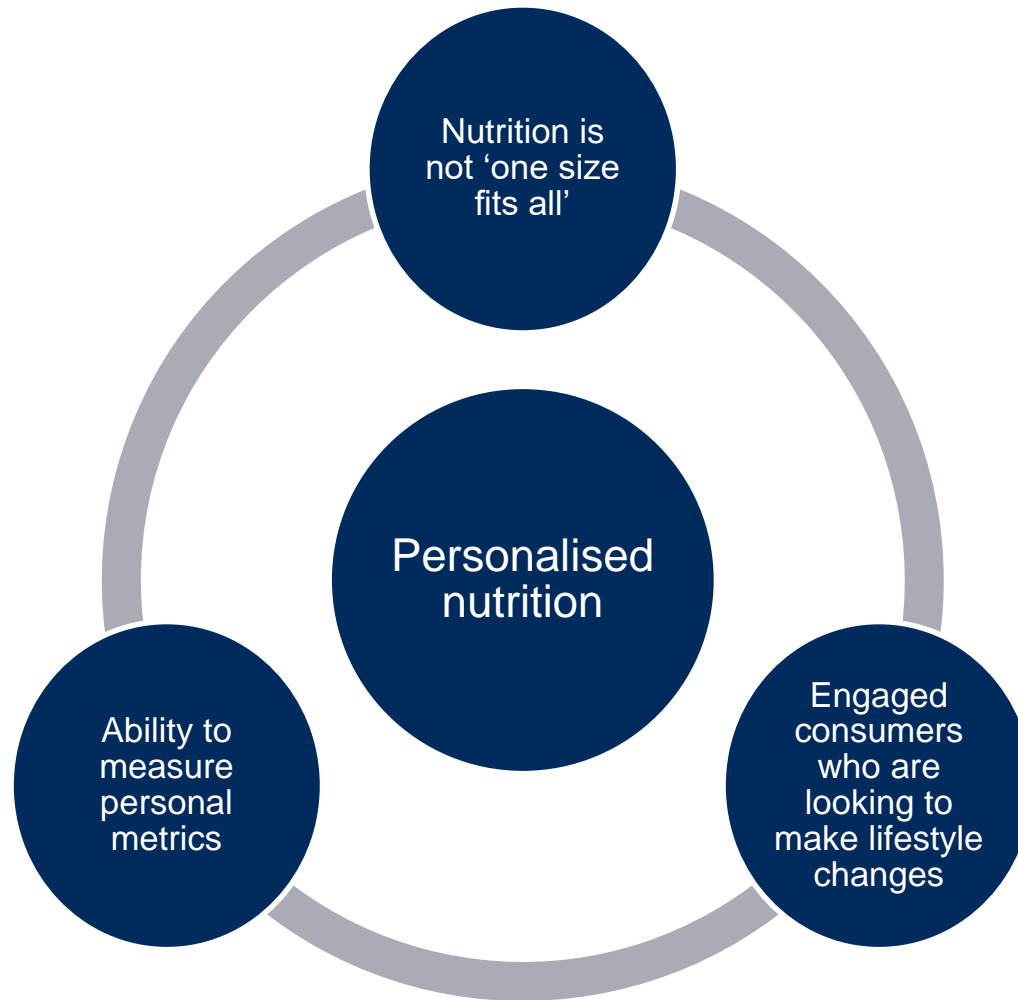 Nutrition is
not ‘one size
fits all’
Personalised
nutrition
Ability to
measure
personal
metrics
Engaged
consumers
who are
looking to
make lifestyle
changes